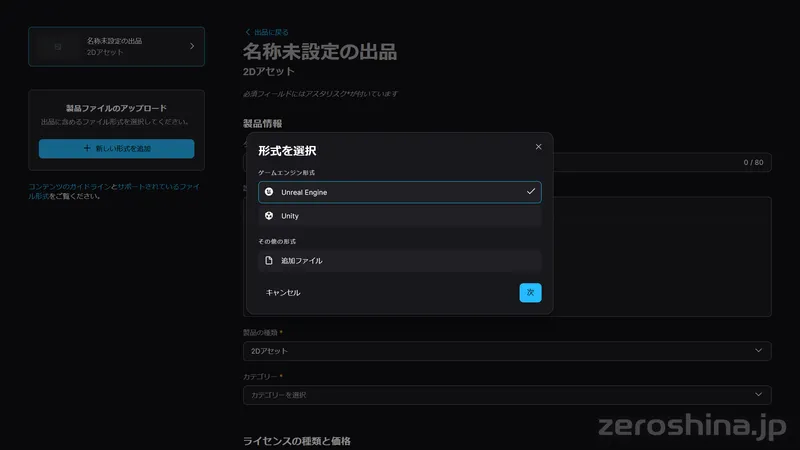 名称未設定の出品
2Dアセット
製品ファイルのアップロード
出品に含めるファイル形式を選択してください。
新しい形式を追加
コンテンツのガイドラインとサポートされているファイ
ル形式をご覧ください。
出品に戻る
名称未設定の出品
2Dアセット
必須フィールドにはアスタリスク*が付いています
製品情報
0 / 80
形式を選択
ゲームエンジン形式
Unreal Engine
Unity
その他の形式
追加ファイル
キャンセル
次
製品の種類 *
2Dアセット
カテゴリー *
カテゴリーを選択
ライセンスの種類と価格
zeroshina.jp